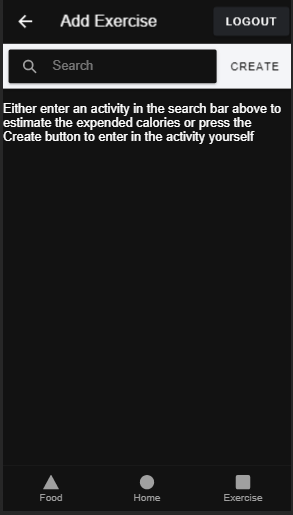 Add Exercise
LOGOUT
Search
CREATE
Either enter an activity in the search bar above to
estimate the expended calories or press the
Create button to enter in the activity yourself
Food
Home
Exercise